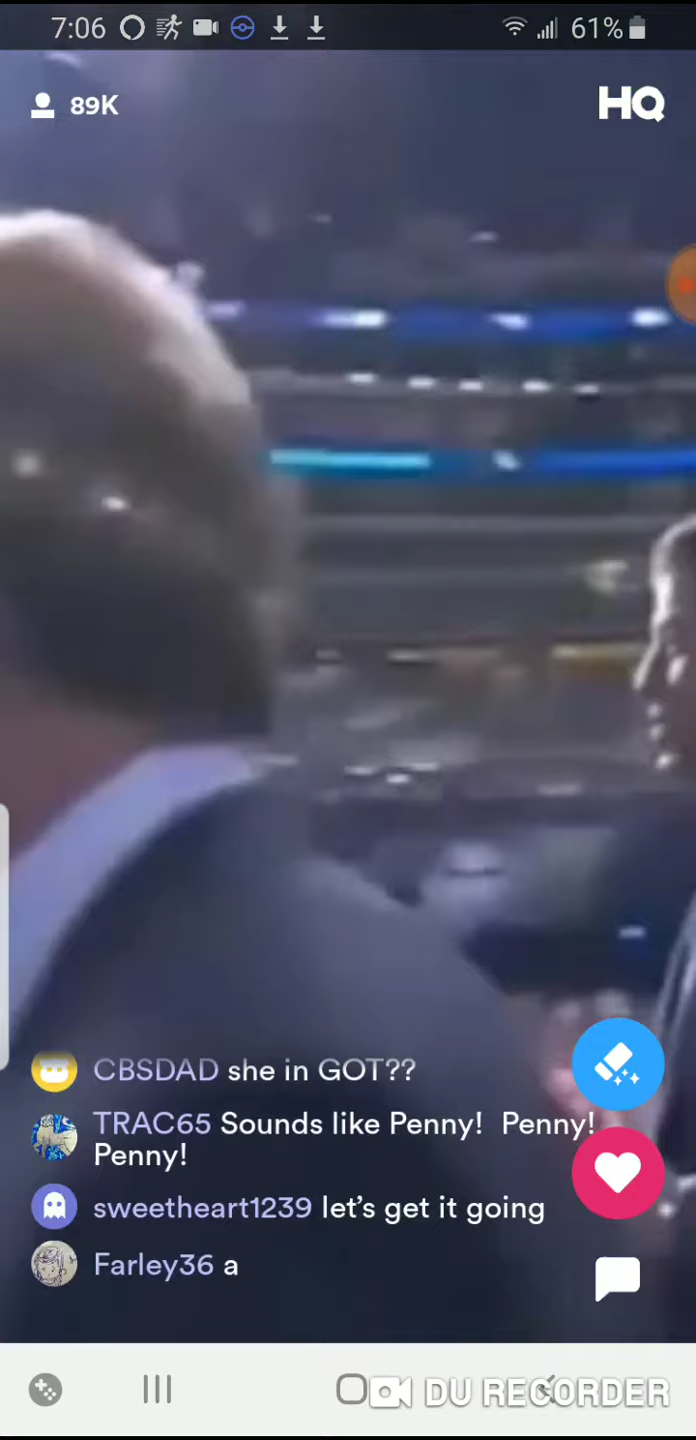 7:06 61%
89K HQ
CBSDAD she in GOT??
TRAC65 Sounds like Penny!  Penny!
Penny!
sweetheart1239 let's get it going
Farley36 a
DU RECORDER